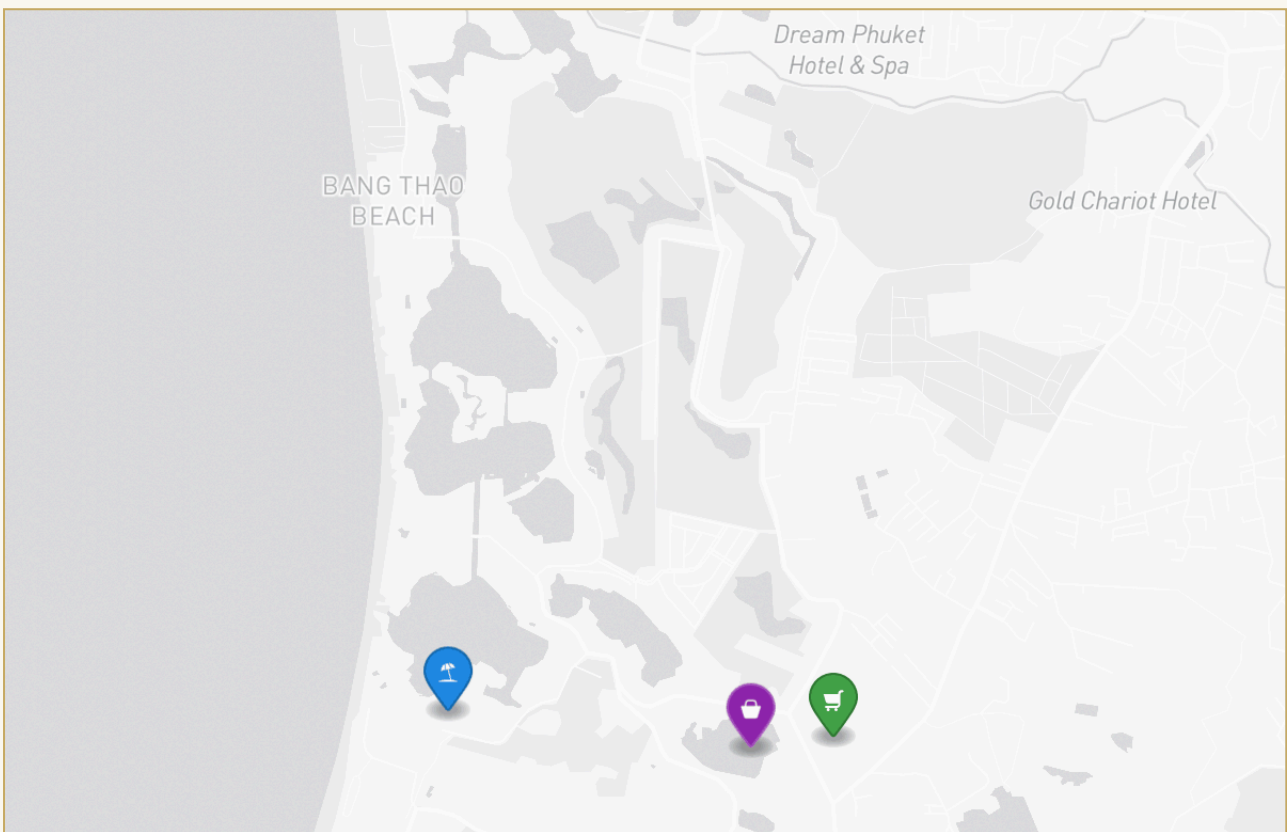 Dream Phuket
Hotel & Spa
BANG THAO
BEACH
Gold Chariot Hotel